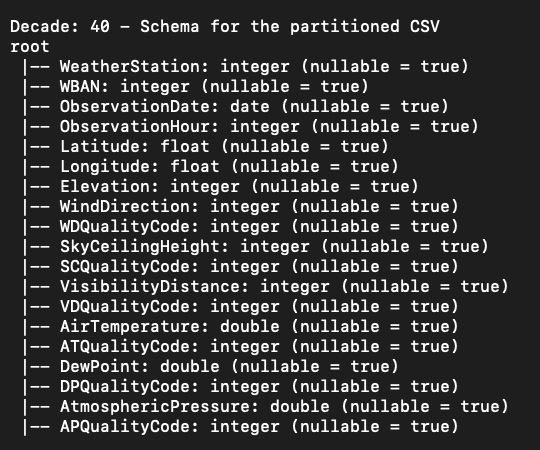 Decade: 40 – Schema for the partitioned CSV
root
 |-- WeatherStation: integer (nullable = true)
 |-- WBAN: integer (nullable = true)
 |-- ObservationDate: date (nullable = true)
 |-- ObservationHour: integer (nullable = true)
 |-- Latitude: float (nullable = true)
 |-- Longitude: float (nullable = true)
 |-- Elevation: integer (nullable = true)
 |-- WindDirection: integer (nullable = true)
 |-- WDQualityCode: integer (nullable = true)
 |-- SkyCeilingHeight: integer (nullable = true)
 |-- SCQualityCode: integer (nullable = true)
 |-- VisibilityDistance: integer (nullable = true)
 |-- VDQualityCode: integer (nullable = true)
 |-- AirTemperature: double (nullable = true)
 |-- ATQualityCode: integer (nullable = true)
 |-- DewPoint: double (nullable = true)
 |-- DPQualityCode: integer (nullable = true)
 |-- AtmosphericPressure: double (nullable = true)
 |-- APQualityCode: integer (nullable = true)